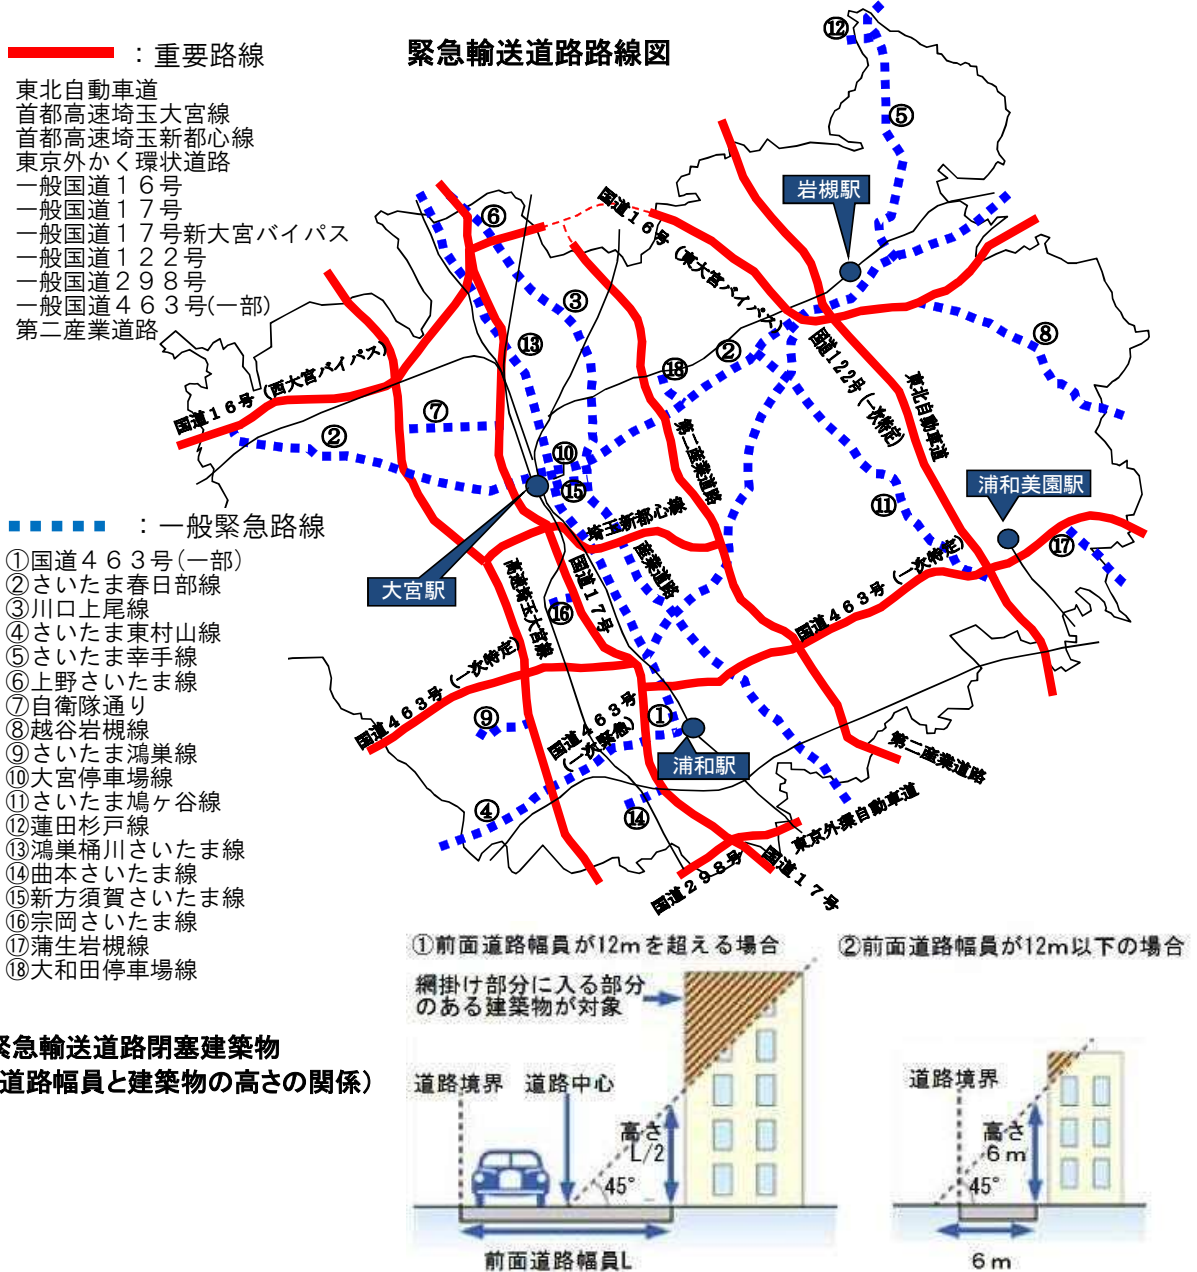 緊急輸送道路路線図
：重要路線
東北自動車道
首都高速埼玉大宮線
首都高速埼玉新都心線
東京外かく環状道路
一般国道１６号
一般国道１７号
一般国道１７号新大宮バイパス
一般国道１２２号
一般国道２９８号
一般国道４６３号(一部)
第二産業道路
：一般緊急路線
①国道４６３号(一部)
②さいたま春日部線
③川口上尾線
④さいたま東村山線
⑤さいたま幸手線
⑥上野さいたま線
⑦自衛隊通り
⑧越谷岩槻線
⑨さいたま鴻巣線
⑩大宮停車場線
⑪さいたま鳩ヶ谷線
⑫蓮田杉戸線
⑬鴻巣桶川さいたま線
⑭曲本さいたま線
⑮新方須賀さいたま線
⑯宗岡さいたま線
⑰蒲生岩槻線
⑱大和田停車場線
⑫
⑤
岩槻駅
⑥
国道１６号（東大宮バイパス）
③
⑬
⑱
②
⑧
国道１２２号(一次特定)
東北自動車道
国道１６号（西大宮バイパス）
⑦
②
第二産業道路
⑩
⑮
浦和美園駅
⑪
⑰
埼玉新都心線
産業道路
大宮駅
高速埼玉大宮線
国道１７号
⑯
国道４６３号（一次特定）
国道４６３号（一次特定）
⑨
国道４６３号
（一次緊急）
①
浦和駅
第二産業道路
④
⑭
東京外環自動車道
国道２９８号
国道１７号
緊急輸送道路閉塞建築物
道路幅員と建築物の高さの関係）
①前面道路幅員が12mを超える場合
網掛け部分に入る部分
のある建築物が対象
道路境界
道路中心
高さ
L/2
45°
前面道路幅員L
②前面道路幅員が12m以下の場合
道路境界
高さ
6m
45°
6m